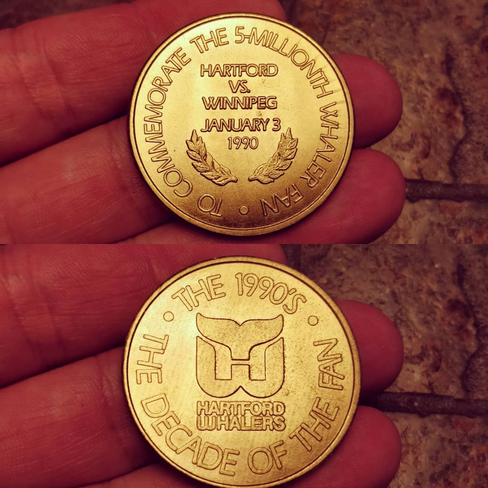 TO COMMEMORATE THE 5-MILLIONTH WHALER FAN
HARTFORD
VS.
WINNIPEG
JANUARY 3
1990
THE 1990'S
THE DECADE OF THE FAN
HARTFORD
WHALERS